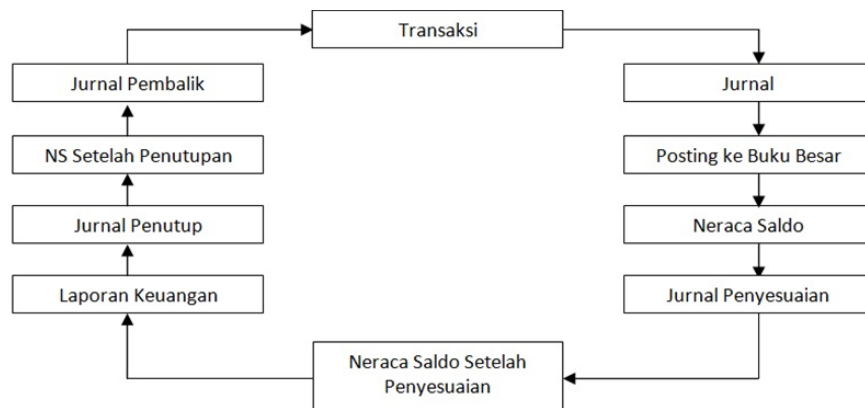 Transaksi
Jurnal Pembalik
Jurnal
NS Setelah Penutupan
Posting ke Buku Besar
Jurnal Penutup
Neraca Saldo
Laporan Keuangan
Jurnal Penyesuaian
Neraca Saldo Setelah
Penyesuaian